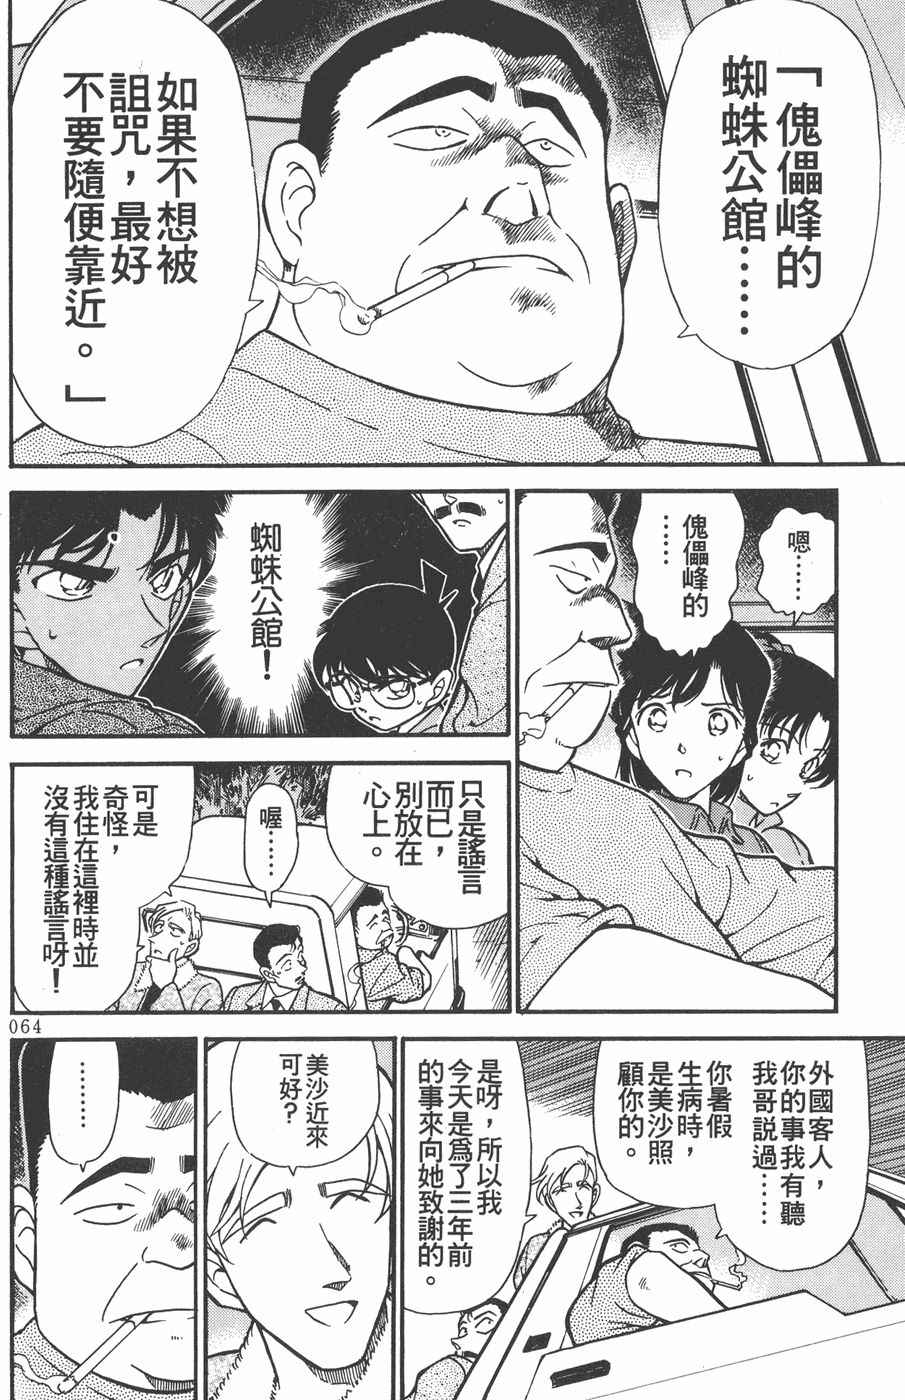 「傀儡峰的
蜘蛛公館……
如果不想被
詛咒，最好
不要隨便靠近。」
嗯……
傀儡峰的
……
蜘蛛公館！
只是謠言
而已，
別放在
心上。
喔……
可是
奇怪，
我住在這裡時並
沒有這種謠言呀！
064
外國客人，
你的事我有聽
我哥說過……
你暑假
生病時，
是美沙照
顧你的。
是呀，所以我
今天是為了三年前
的事來向她致謝的。
美沙近來
可好？
……